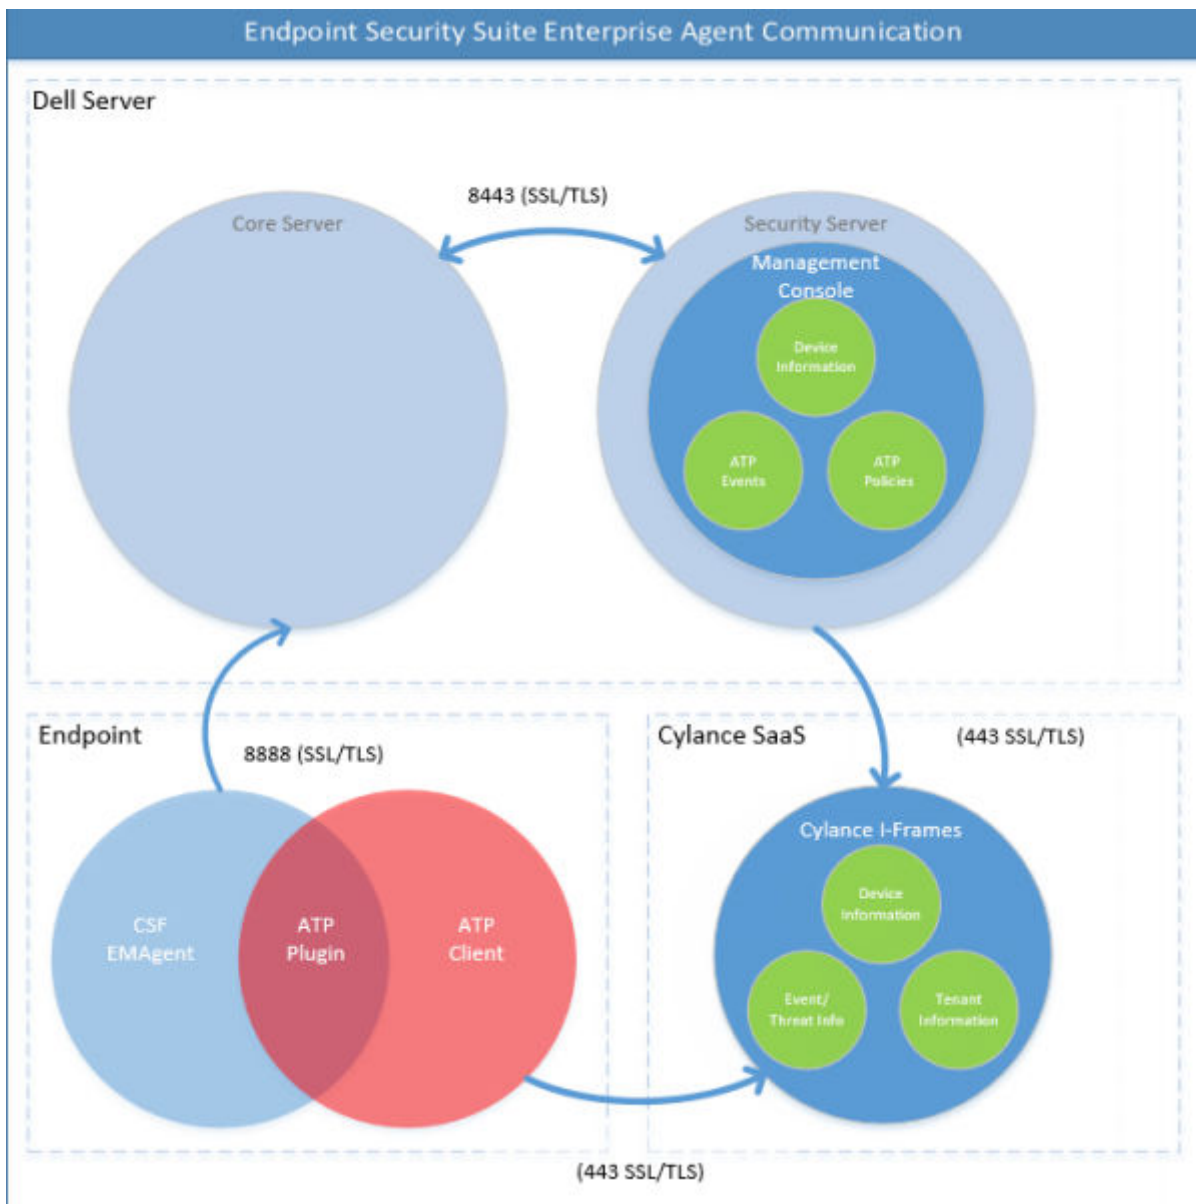 Endpoint Security Suite Enterprise Agent Communication
Dell Server
8443 (SSL/TLS)
Core Server
Security Server
Management
Console
Device
Information
ATP
Events
ATP
Policies
Endpoint
8888 (SSL/TLS)
CSF
EMAgent
ATP
Plugin
ATP
Client
Cylance SaaS
(443 SSL/TLS)
Cylance I-Frames
Device
Information
Event/
Threat Info
Tenant
Information
(443 SSL/TLS)